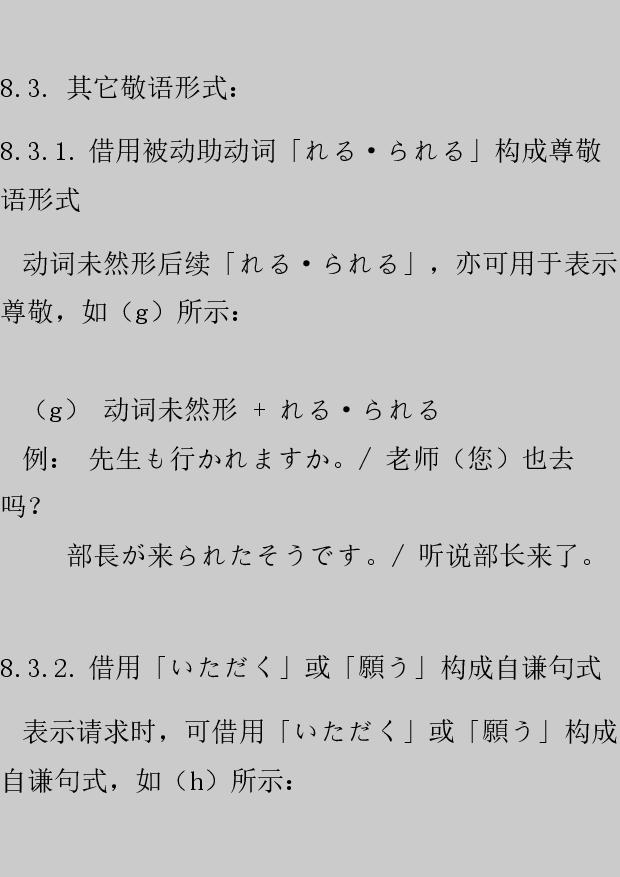 8.3. 其它敬语形式：
8.3.1. 借用被动助动词「れる・られる」构成尊敬
语形式
动词未然形后续「れる・られる」，亦可用于表示
尊敬，如（g）所示：
（g） 动词未然形 + れる・られる
例： 先生も行かれますか。/ 老师（您）也去
吗？
部長が来られたそうです。/ 听说部长来了。
8.3.2. 借用「いただく」或「願う」构成自谦句式
表示请求时，可借用「いただく」或「願う」构成
自谦句式，如（h）所示：